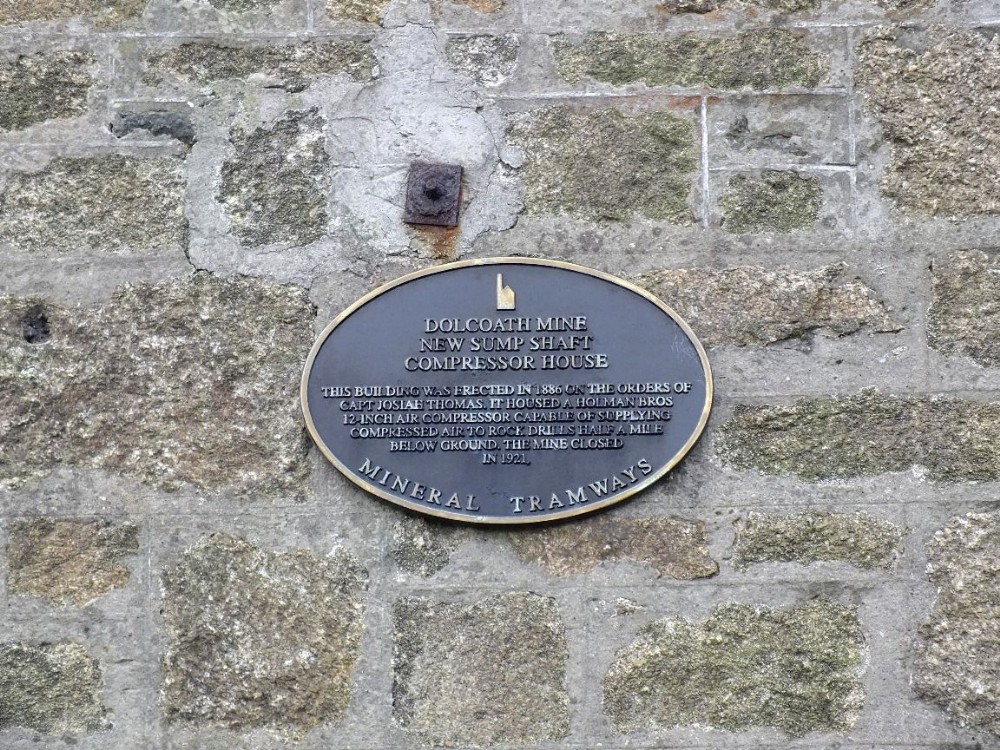 DOLCOATH MINE
NEW SUMP SHAFT
COMPRESSOR HOUSE
THIS BUILDING WAS ERECTED IN 1886 ON THE ORDERS OF
CAPT JOSIAH THOMAS. IT HOUSED A HOLMAN BROS
12-INCH AIR COMPRESSOR CAPABLE OF SUPPLYING
COMPRESSED AIR TO ROCK DRILLS HALF A MILE
BELOW GROUND. THE MINE CLOSED
IN 1921.
MINERAL TRAMWAYS